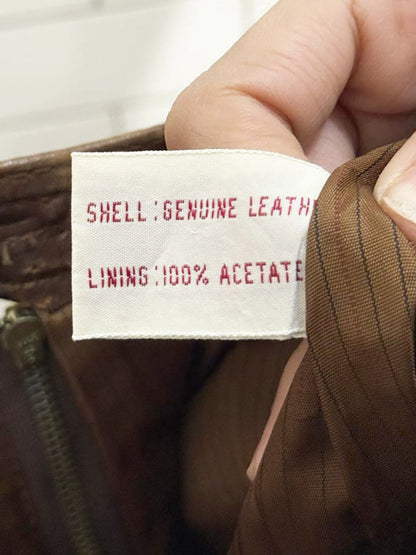 SHELL:GENUINE LEATH
LINING:100% ACETATE